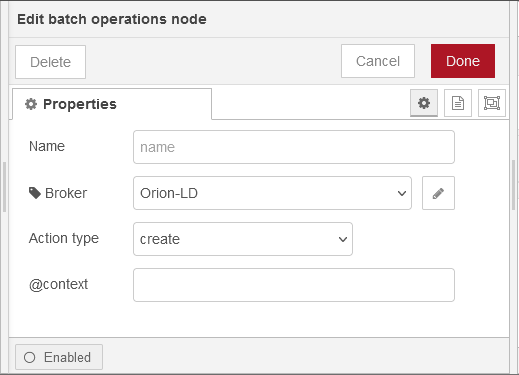 Edit batch operations node
Delete
Cancel
Done
Properties
Name
name
Broker
Orion-LD
Action type
create
@context
Enabled